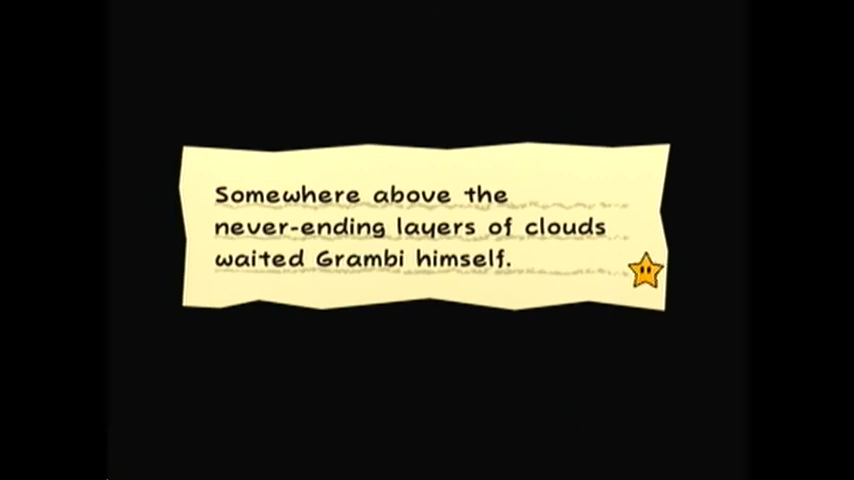 Somewhere above the
never-ending layers of clouds
waited Grambi himself.